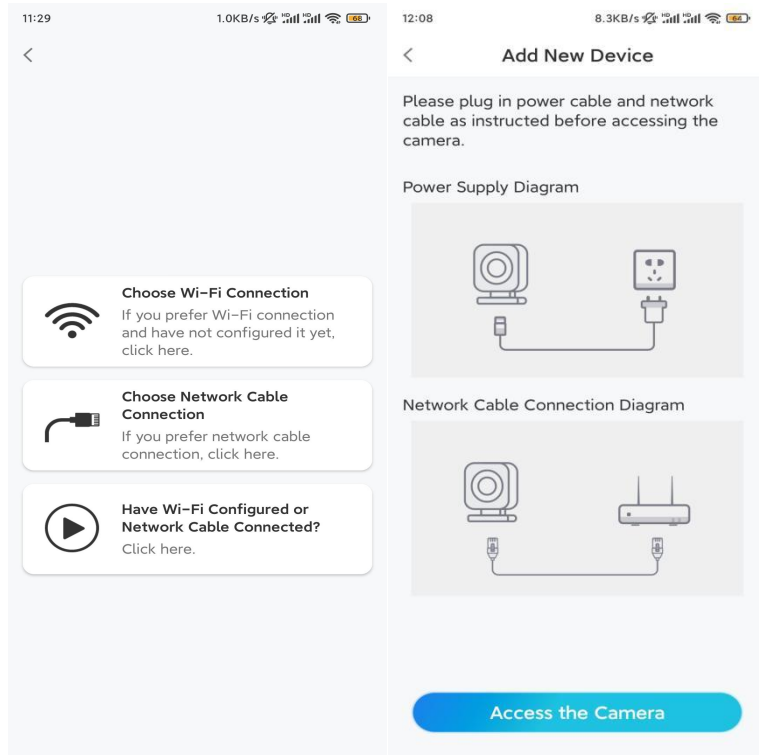 11:29
1.0KB/s
HD
HD
68
Choose Wi-Fi Connection
If you prefer Wi-Fi connection
and have not configured it yet,
click here.
Choose Network Cable
Connection
If you prefer network cable
connection, click here.
Have Wi-Fi Configured or
Network Cable Connected?
Click here.
12:08
8.3KB/s
HD
HD
64
Add New Device
Please plug in power cable and network
cable as instructed before accessing the
camera.
Power Supply Diagram
Network Cable Connection Diagram
Access the Camera